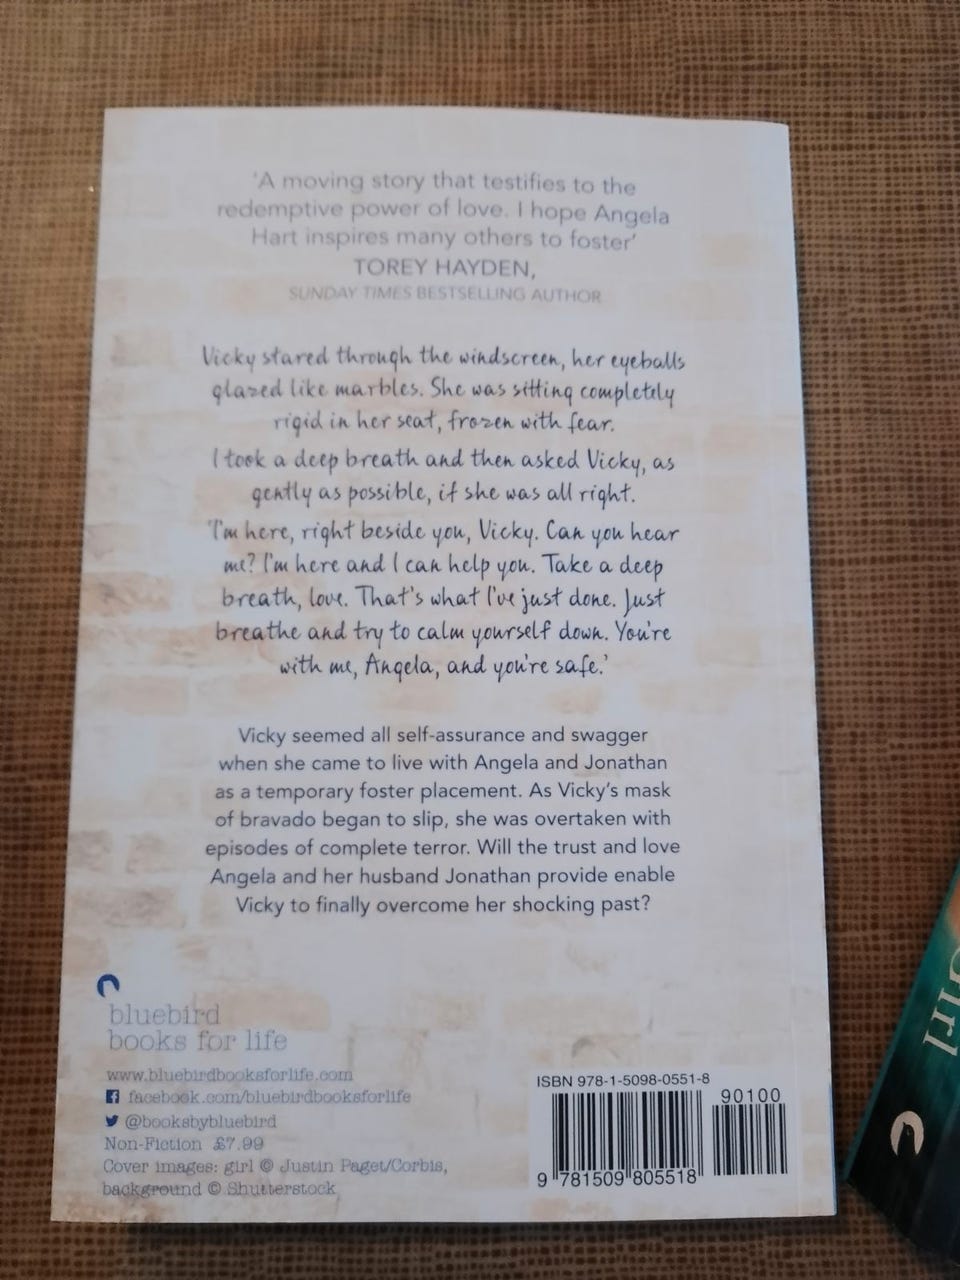 'A moving story that testifies to the
redemptive power of love. I hope Angela
Hart inspires many others to foster'
TOREY HAYDEN,
SUNDAY TIMES BESTSELLING AUTHOR
Vicky stared through the windscreen, her eyeballs
glazed like marbles. She was sitting completely
rigid in her seat, frozen with fear.
I took a deep breath and then asked Vicky, as
gently as possible, if she was all right.
'I'm here, right beside you, Vicky. Can you hear
me? I'm here and I can help you. Take a deep
breath, love. That's what I've just done. Just
breathe and try to calm yourself down. You're
with me, Angela, and you're safe.'
Vicky seemed all self-assurance and swagger
when she came to live with Angela and Jonathan
as a temporary foster placement. As Vicky's mask
of bravado began to slip, she was overtaken with
episodes of complete terror. Will the trust and love
Angela and her husband Jonathan provide enable
Vicky to finally overcome her shocking past?
bluebird
books for life
www.bluebirdbooksforlife.com
facebook.com/bluebirdbooksforlife
@booksbybluebird
Non-Fiction £7.99
Cover images: girl © Justin Paget/Corbis,
background © Shutterstock
ISBN 978-1-5098-0551-8
90100
9 781509 805518
Girl